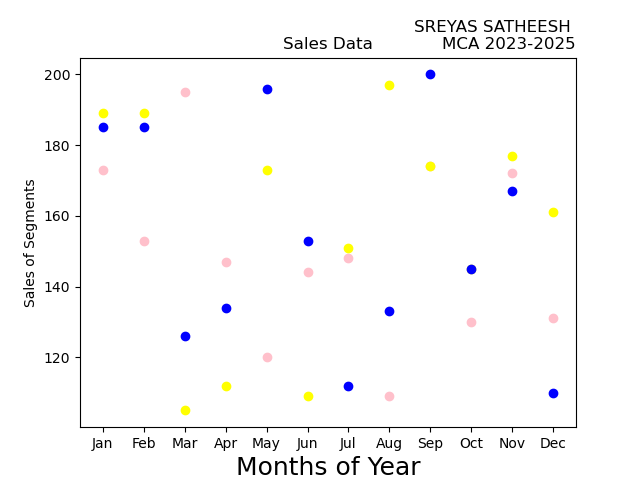 SREYAS SATHEESH
Sales Data
MCA 2023-2025
Sales of Segments
200
180
160
140
120
Jan Feb Mar Apr May Jun Jul Aug Sep Oct Nov Dec
Months of Year